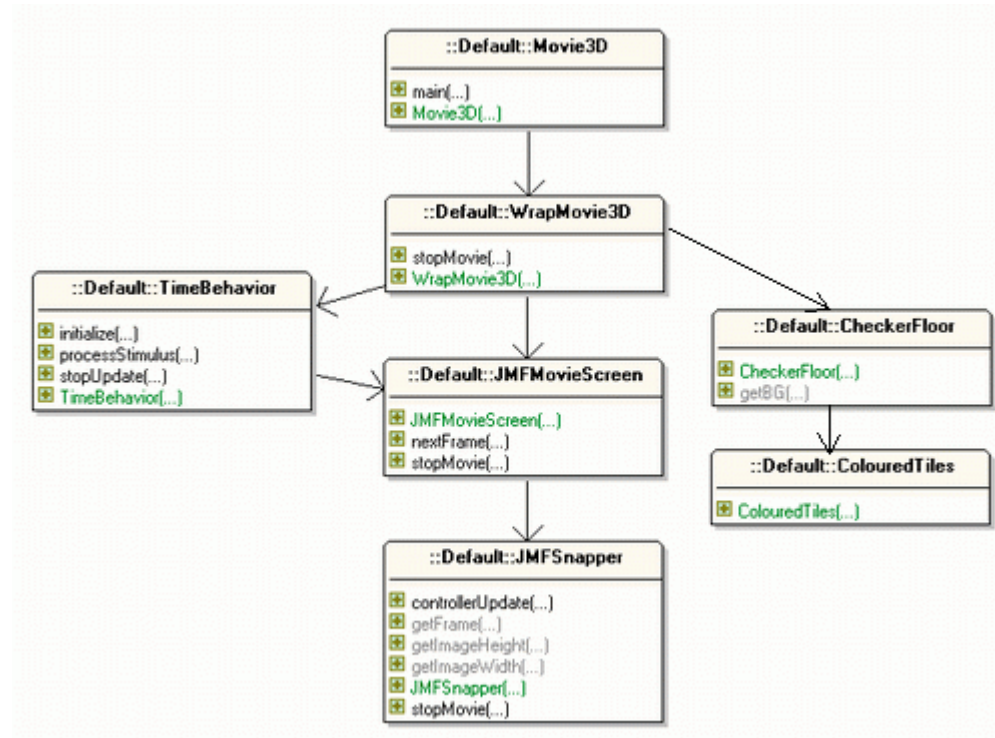 ::Default::Movie3D
main(...)
Movie3D(...)
::Default::WrapMovie3D
stopMovie(...)
WrapMovie3D(...)
::Default::TimeBehavior
initialize(...)
processStimulus(...)
stopUpdate(...)
TimeBehavior(...)
::Default::JMFMovieScreen
JMFMovieScreen(...)
nextFrame(...)
stopMovie(...)
::Default::CheckerFloor
CheckerFloor(...)
getBG(...)
::Default::ColouredTiles
ColouredTiles(...)
::Default::JMFSnapper
controllerUpdate(...)
getFrame(...)
getImageHeight(...)
getImageWidth(...)
JMFSnapper(...)
stopMovie(...)